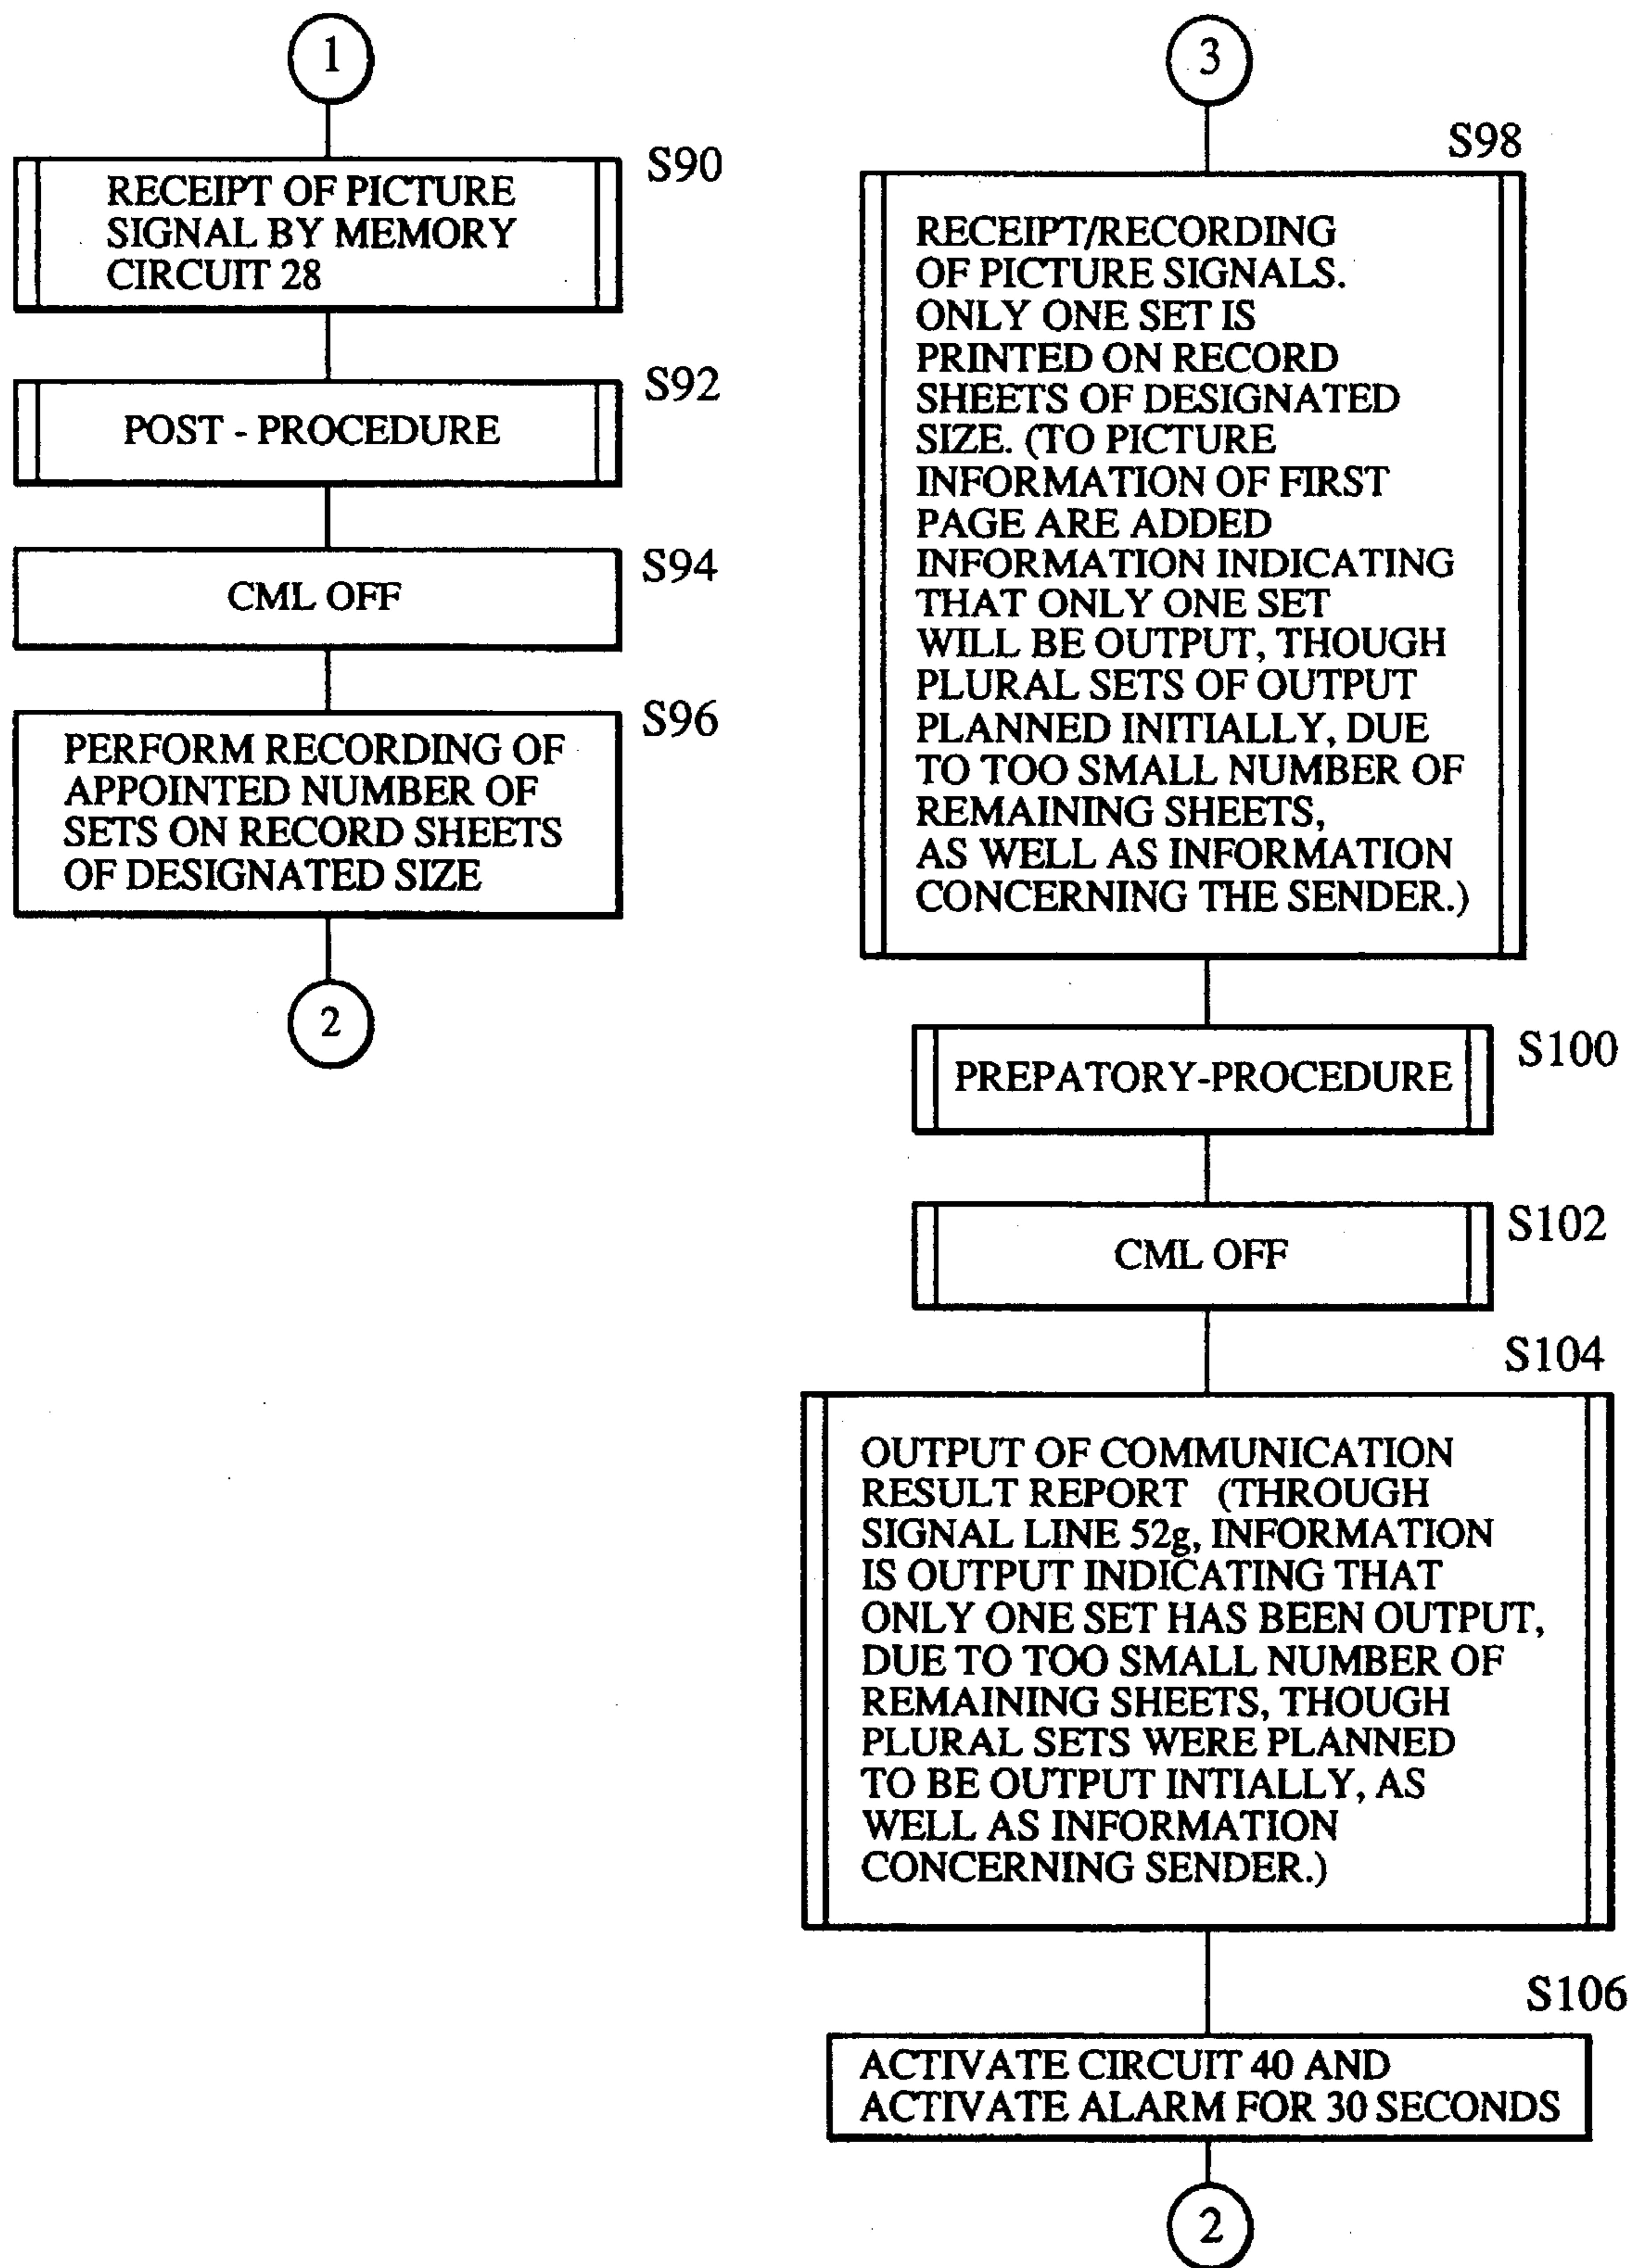 1
S90
RECEIPT OF PICTURE
SIGNAL BY MEMORY
CIRCUIT 28
S92
POST - PROCEDURE
S94
CML OFF
S96
PERFORM RECORDING OF
APPOINTED NUMBER OF
SETS ON RECORD SHEETS
OF DESIGNATED SIZE
2
3
S98
RECEIPT/RECORDING
OF PICTURE SIGNALS.
ONLY ONE SET IS
PRINTED ON RECORD
SHEETS OF DESIGNATED
SIZE. (TO PICTURE
INFORMATION OF FIRST
PAGE ARE ADDED
INFORMATION INDICATING
THAT ONLY ONE SET
WILL BE OUTPUT, THOUGH
PLURAL SETS OF OUTPUT
PLANNED INITIALLY, DUE
TO TOO SMALL NUMBER OF
REMAINING SHEETS,
AS WELL AS INFORMATION
CONCERNING THE SENDER.)
S100
PREPATORY-PROCEDURE
S102
CML OFF
S104
OUTPUT OF COMMUNICATION
RESULT REPORT (THROUGH
SIGNAL LINE 52g, INFORMATION
IS OUTPUT INDICATING THAT
ONLY ONE SET HAS BEEN OUTPUT,
DUE TO TOO SMALL NUMBER OF
REMAINING SHEETS, THOUGH
PLURAL SETS WERE PLANNED
TO BE OUTPUT INTIALLY, AS
WELL AS INFORMATION
CONCERNING SENDER.)
S106
ACTIVATE CIRCUIT 40 AND
ACTIVATE ALARM FOR 30 SECONDS
2